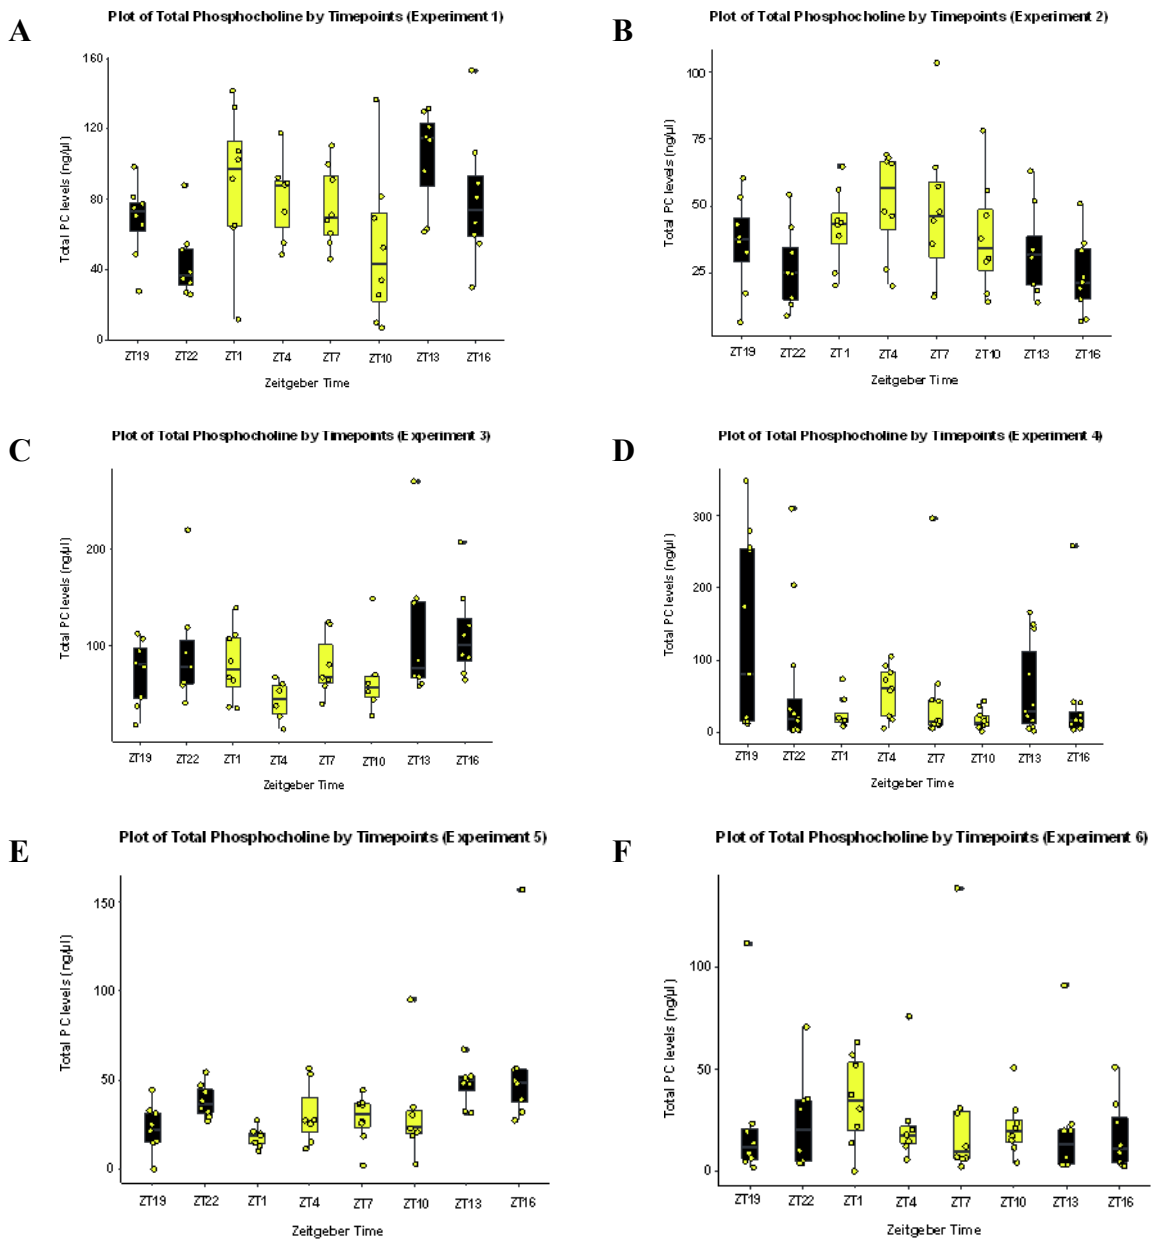 A
Plot of Total Phosphocholine by Timepoints (Experiment 1)
Total PC levels (ng/µl)
160
120
80
40
0
ZT19 ZT22 ZT1 ZT4 ZT7 ZT10 ZT13 ZT16
Zeitgeber Time
B
Plot of Total Phosphocholine by Timepoints (Experiment 2)
Total PC levels (ng/µl)
100
75
50
25
ZT19 ZT22 ZT1 ZT4 ZT7 ZT10 ZT13 ZT16
Zeitgeber Time
C
Plot of Total Phosphocholine by Timepoints (Experiment 3)
Total PC levels (ng/µl)
200
100
ZT19 ZT22 ZT1 ZT4 ZT7 ZT10 ZT13 ZT16
Zeitgeber Time
D
Plot of Total Phosphocholine by Timepoints (Experiment 4)
Total PC levels (ng/µl)
300
200
100
0
ZT19 ZT22 ZT1 ZT4 ZT7 ZT10 ZT13 ZT16
Zeitgeber Time
E
Plot of Total Phosphocholine by Timepoints (Experiment 5)
Total PC levels (ng/µl)
150
100
50
0
ZT19 ZT22 ZT1 ZT4 ZT7 ZT10 ZT13 ZT16
Zeitgeber Time
F
Plot of Total Phosphocholine by Timepoints (Experiment 6)
Total PC levels (ng/µl)
100
50
0
ZT19 ZT22 ZT1 ZT4 ZT7 ZT10 ZT13 ZT16
Zeitgeber Time